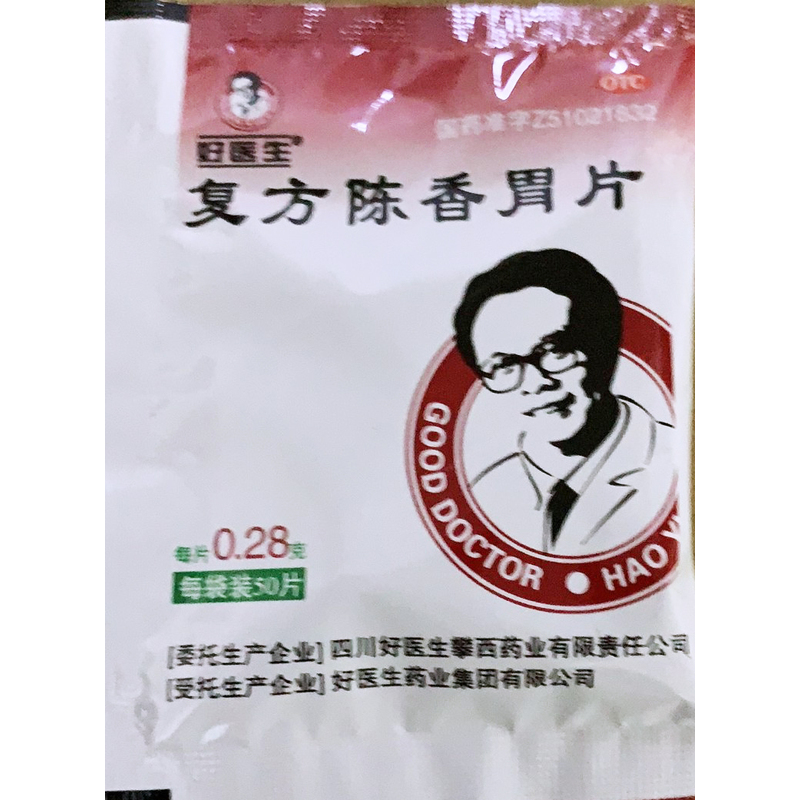 OTC
国药准字Z51021832
好医生®
复方陈香胃片
GOOD DOCTOR ● HAO
每片0.28克
每袋装50片
[委托生产企业] 四川好医生攀西药业有限责任公司
[受托生产企业] 好医生药业集团有限公司